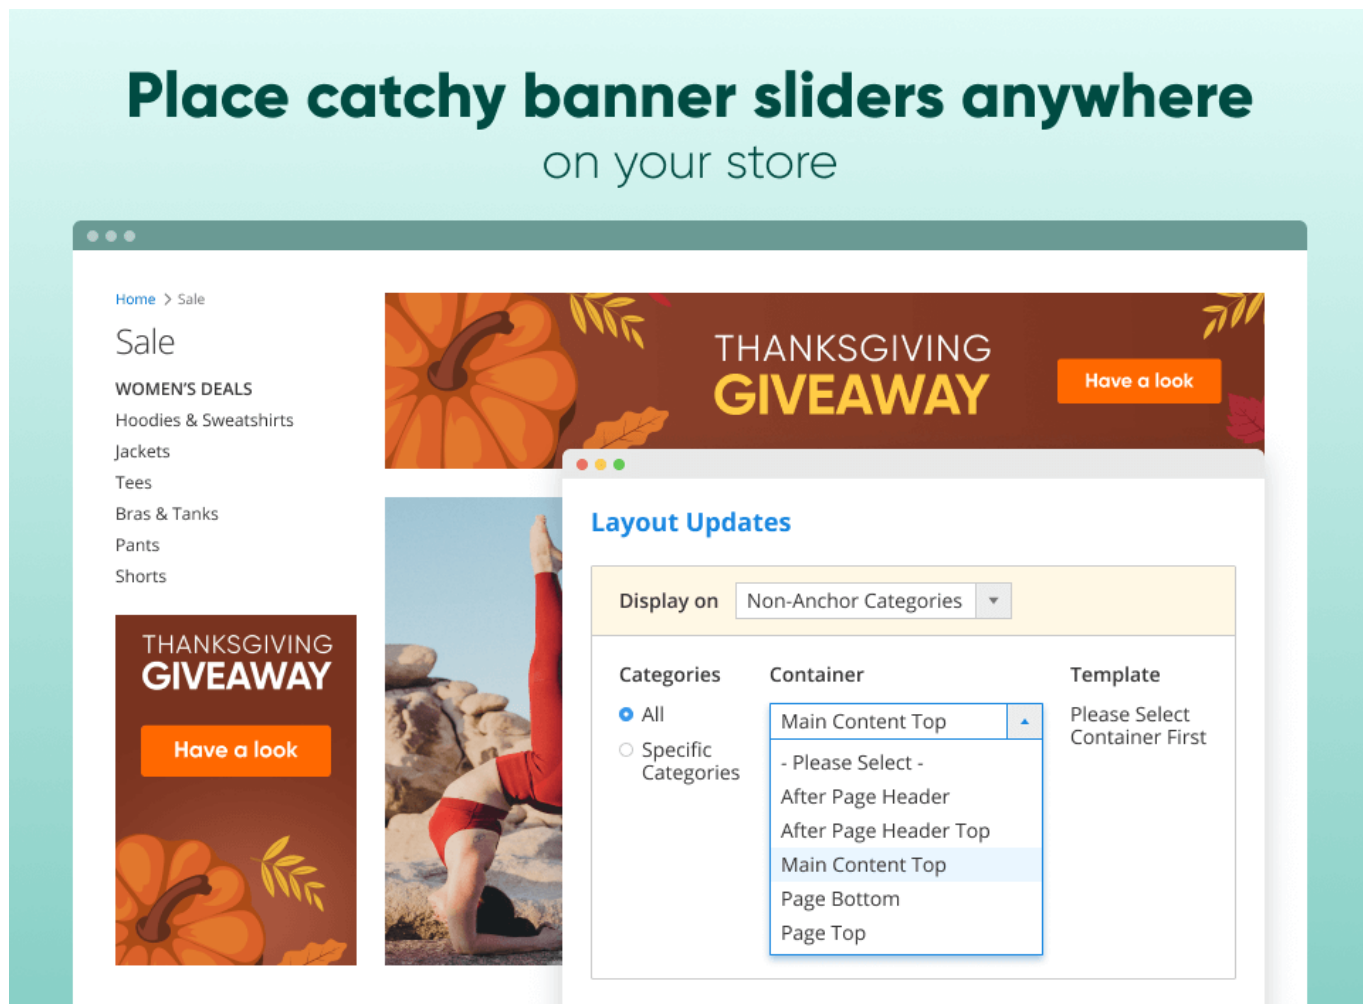 Place catchy banner sliders anywhere
on your store
Home > Sale
Sale
WOMEN'S DEALS
Hoodies & Sweatshirts
Jackets
Tees
Bras & Tanks
Pants
Shorts
THANKSGIVING
GIVEAWAY
Have a look
THANKSGIVING
GIVEAWAY
Have a look
Layout Updates
Display on Non-Anchor Categories
Categories
All
Specific
Categories
Container
Main Content Top
- Please Select -
After Page Header
After Page Header Top
Main Content Top
Page Bottom
Page Top
Template
Please Select
Container First